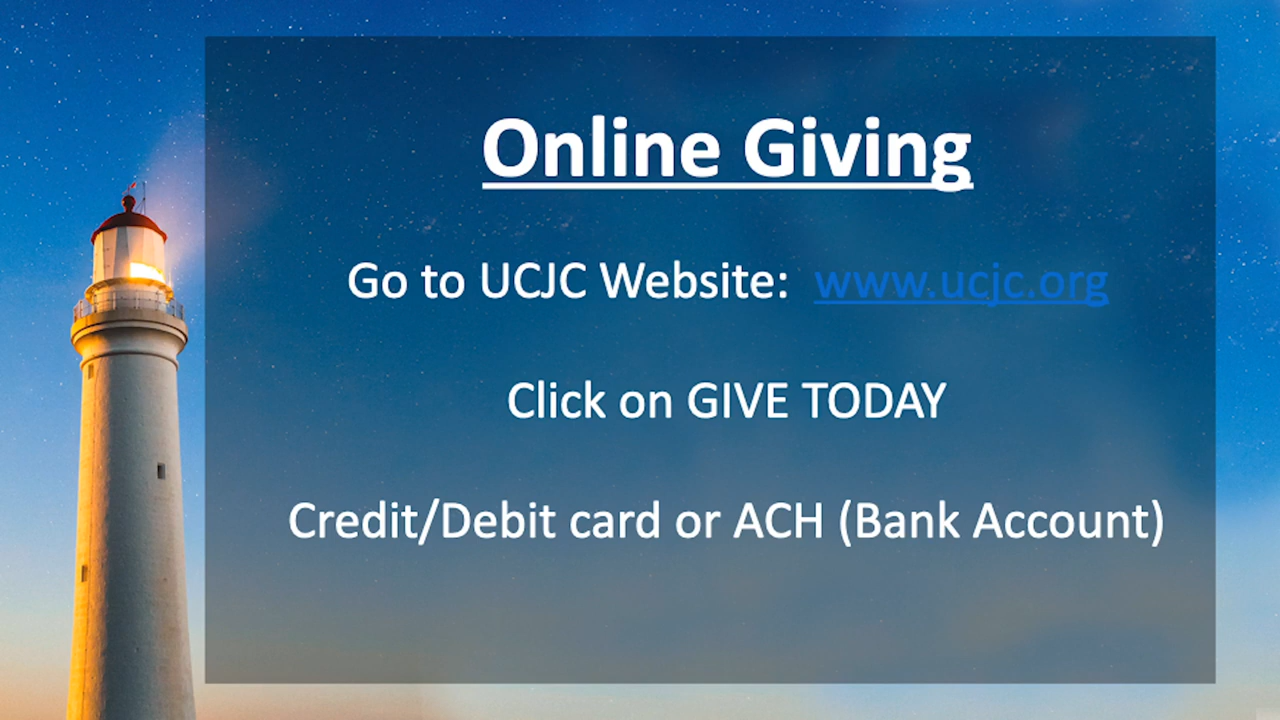 Online Giving
Go to UCJC Website: www.ucjc.org
Click on GIVE TODAY
Credit/Debit card or ACH (Bank Account)